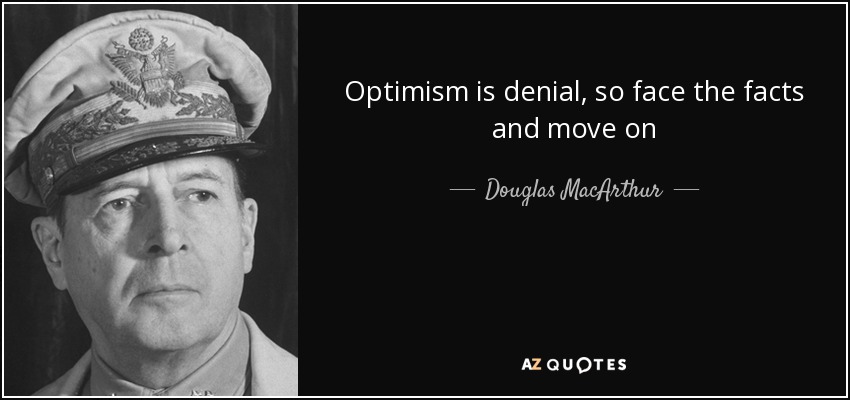 Optimism is denial, so face the facts
and move on
Douglas MacArthur
AZ QUOTES